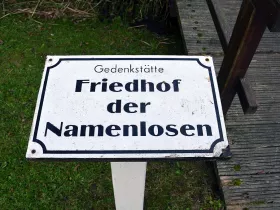 Gedenkstätte
Friedhof
der
Namenlosen